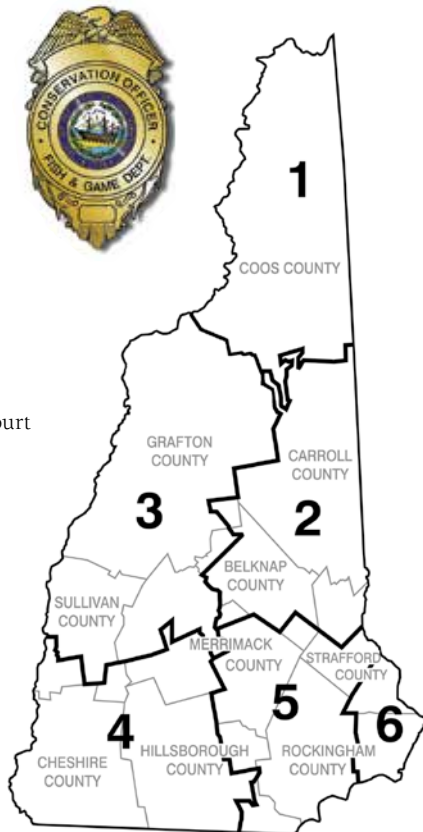 CONSERVATION OFFICER
FISH & GAME DEPT.
1
COOS COUNTY
ourt
GRAFTON
COUNTY
CARROLL
COUNTY
3
2
BELKNAP
COUNTY
SULLIVAN
COUNTY
MERRIMACK
COUNTY
STRAFFORD
COUNTY
5
6
4
HILLSBOROUGH
COUNTY
ROCKINGHAM
COUNTY
CHESHIRE
COUNTY